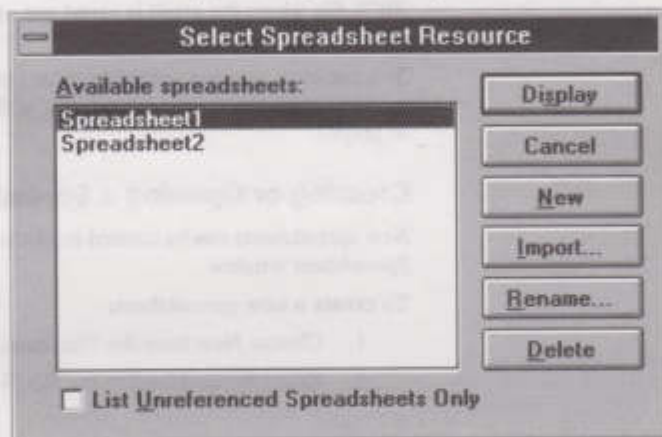 Select Spreadsheet Resource
Available spreadsheets:
Spreadsheet1
Spreadsheet2
Display
Cancel
New
Import...
Rename...
Delete
List Unreferenced Spreadsheets Only